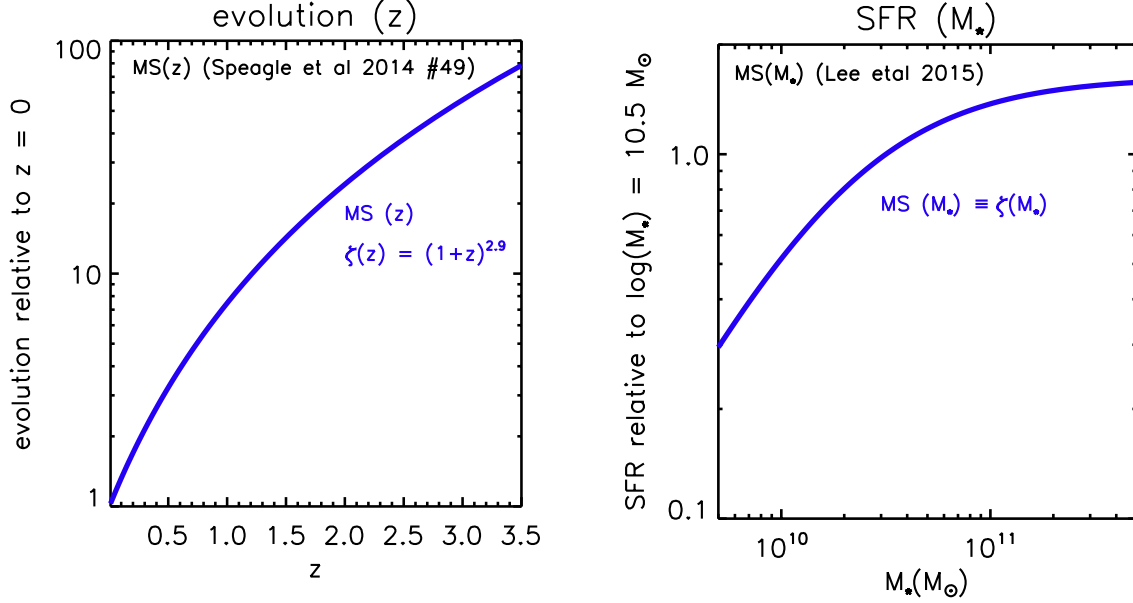 evolution (z)
100
MS(z) (Speagle et al 2014 #49)
evolution relative to z = 0
MS (z)
ζ(z) = (1+z)^2.9
10
1
0.5 1.0 1.5 2.0 2.5 3.0 3.5
z
SFR (M*)
MS(M*) (Lee etal 2015)
SFR relative to log(M*) = 10.5 M⊙
1.0
MS (M*) ≡ ζ(M*)
0.1
10^10 10^11
M*(M⊙)